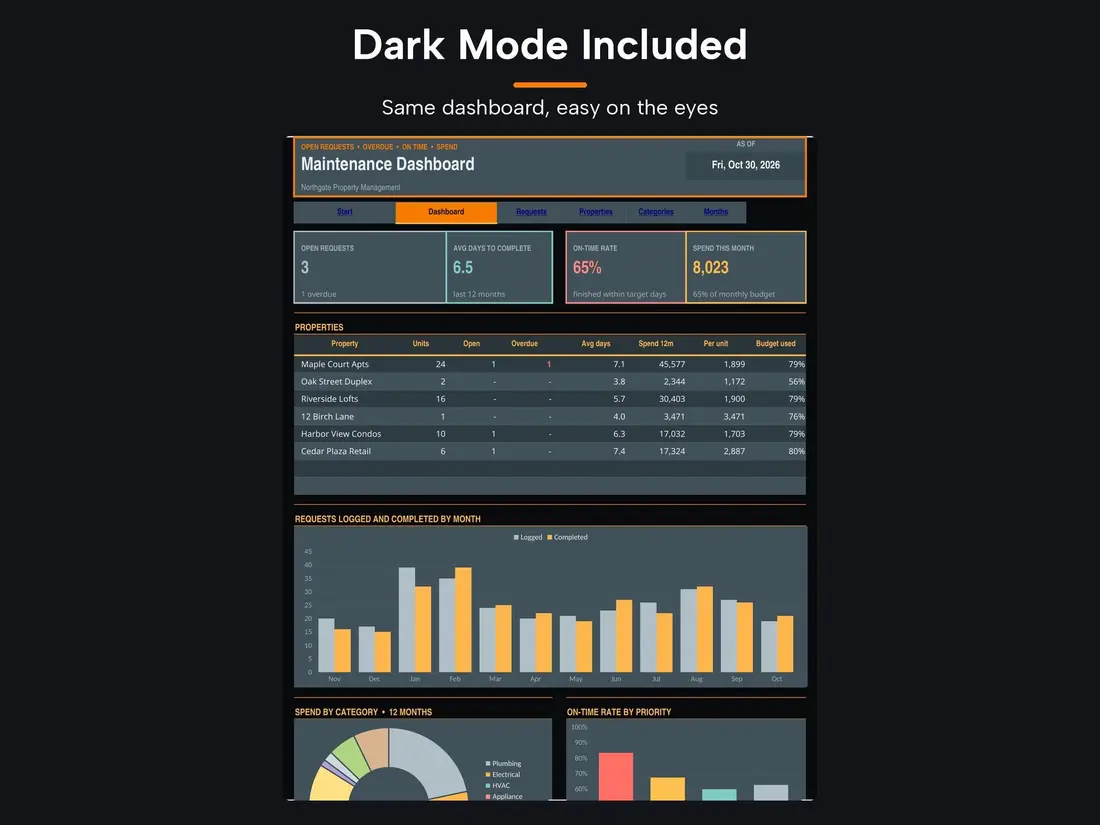 Dark Mode Included
Same dashboard, easy on the eyes
OPEN REQUESTS • OVERDUE • ON TIME • SPEND
AS OF
Maintenance Dashboard
Fri, Oct 30, 2026
Northgate Property Management
Start Dashboard Requests Properties Categories Months
OPEN REQUESTS AVG DAYS TO COMPLETE ON-TIME RATE SPEND THIS MONTH
3 6.5 65% 8,023
1 overdue last 12 months finished within target days 65% of monthly budget
PROPERTIES
Property Units Open Overdue Avg days Spend 12m Per unit Budget used
Maple Court Apts 24 1 1 7.1 45,577 1,899 79%
Oak Street Duplex 2 - - 3.8 2,344 1,172 56%
Riverside Lofts 16 - - 5.7 30,403 1,900 79%
12 Birch Lane 1 - - 4.0 3,471 3,471 76%
Harbor View Condos 10 1 - 6.3 17,032 1,703 79%
Cedar Plaza Retail 6 1 - 7.4 17,324 2,887 80%
REQUESTS LOGGED AND COMPLETED BY MONTH
Logged Completed
45
40
35
30
25
20
15
10
5
0
Nov Dec Jan Feb Mar Apr May Jun Jul Aug Sep Oct
SPEND BY CATEGORY • 12 MONTHS
Plumbing
Electrical
HVAC
Appliance
ON-TIME RATE BY PRIORITY
100%
90%
80%
70%
60%